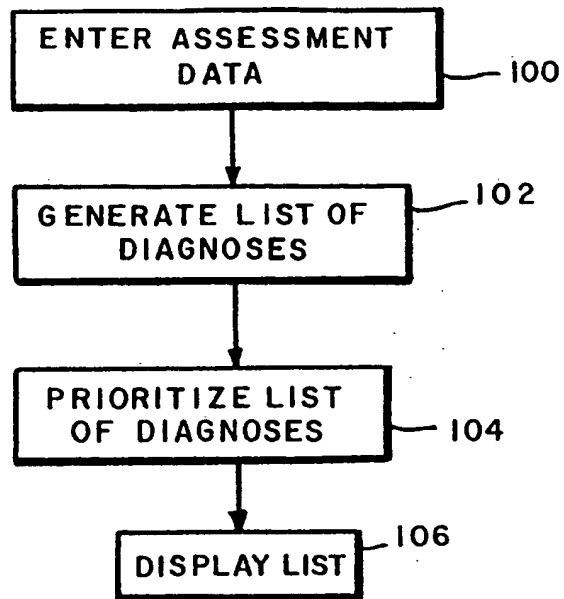 ENTER ASSESSMENT
DATA
100
GENERATE LIST OF
DIAGNOSES
102
PRIORITIZE LIST
OF DIAGNOSES
104
DISPLAY LIST
106